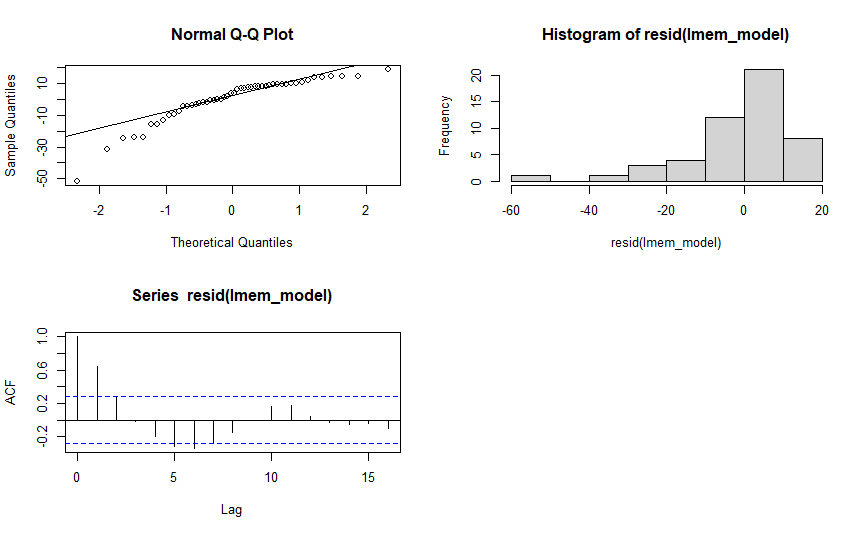 Normal Q-Q Plot
Sample Quantiles
-50 -30 -10 10
-2 -1 0 1 2
Theoretical Quantiles
Histogram of resid(lmem_model)
Frequency
0 5 10 15 20
-60 -40 -20 0 20
resid(lmem_model)
Series resid(lmem_model)
ACF
-0.2 0.2 0.6 1.0
0 5 10 15
Lag